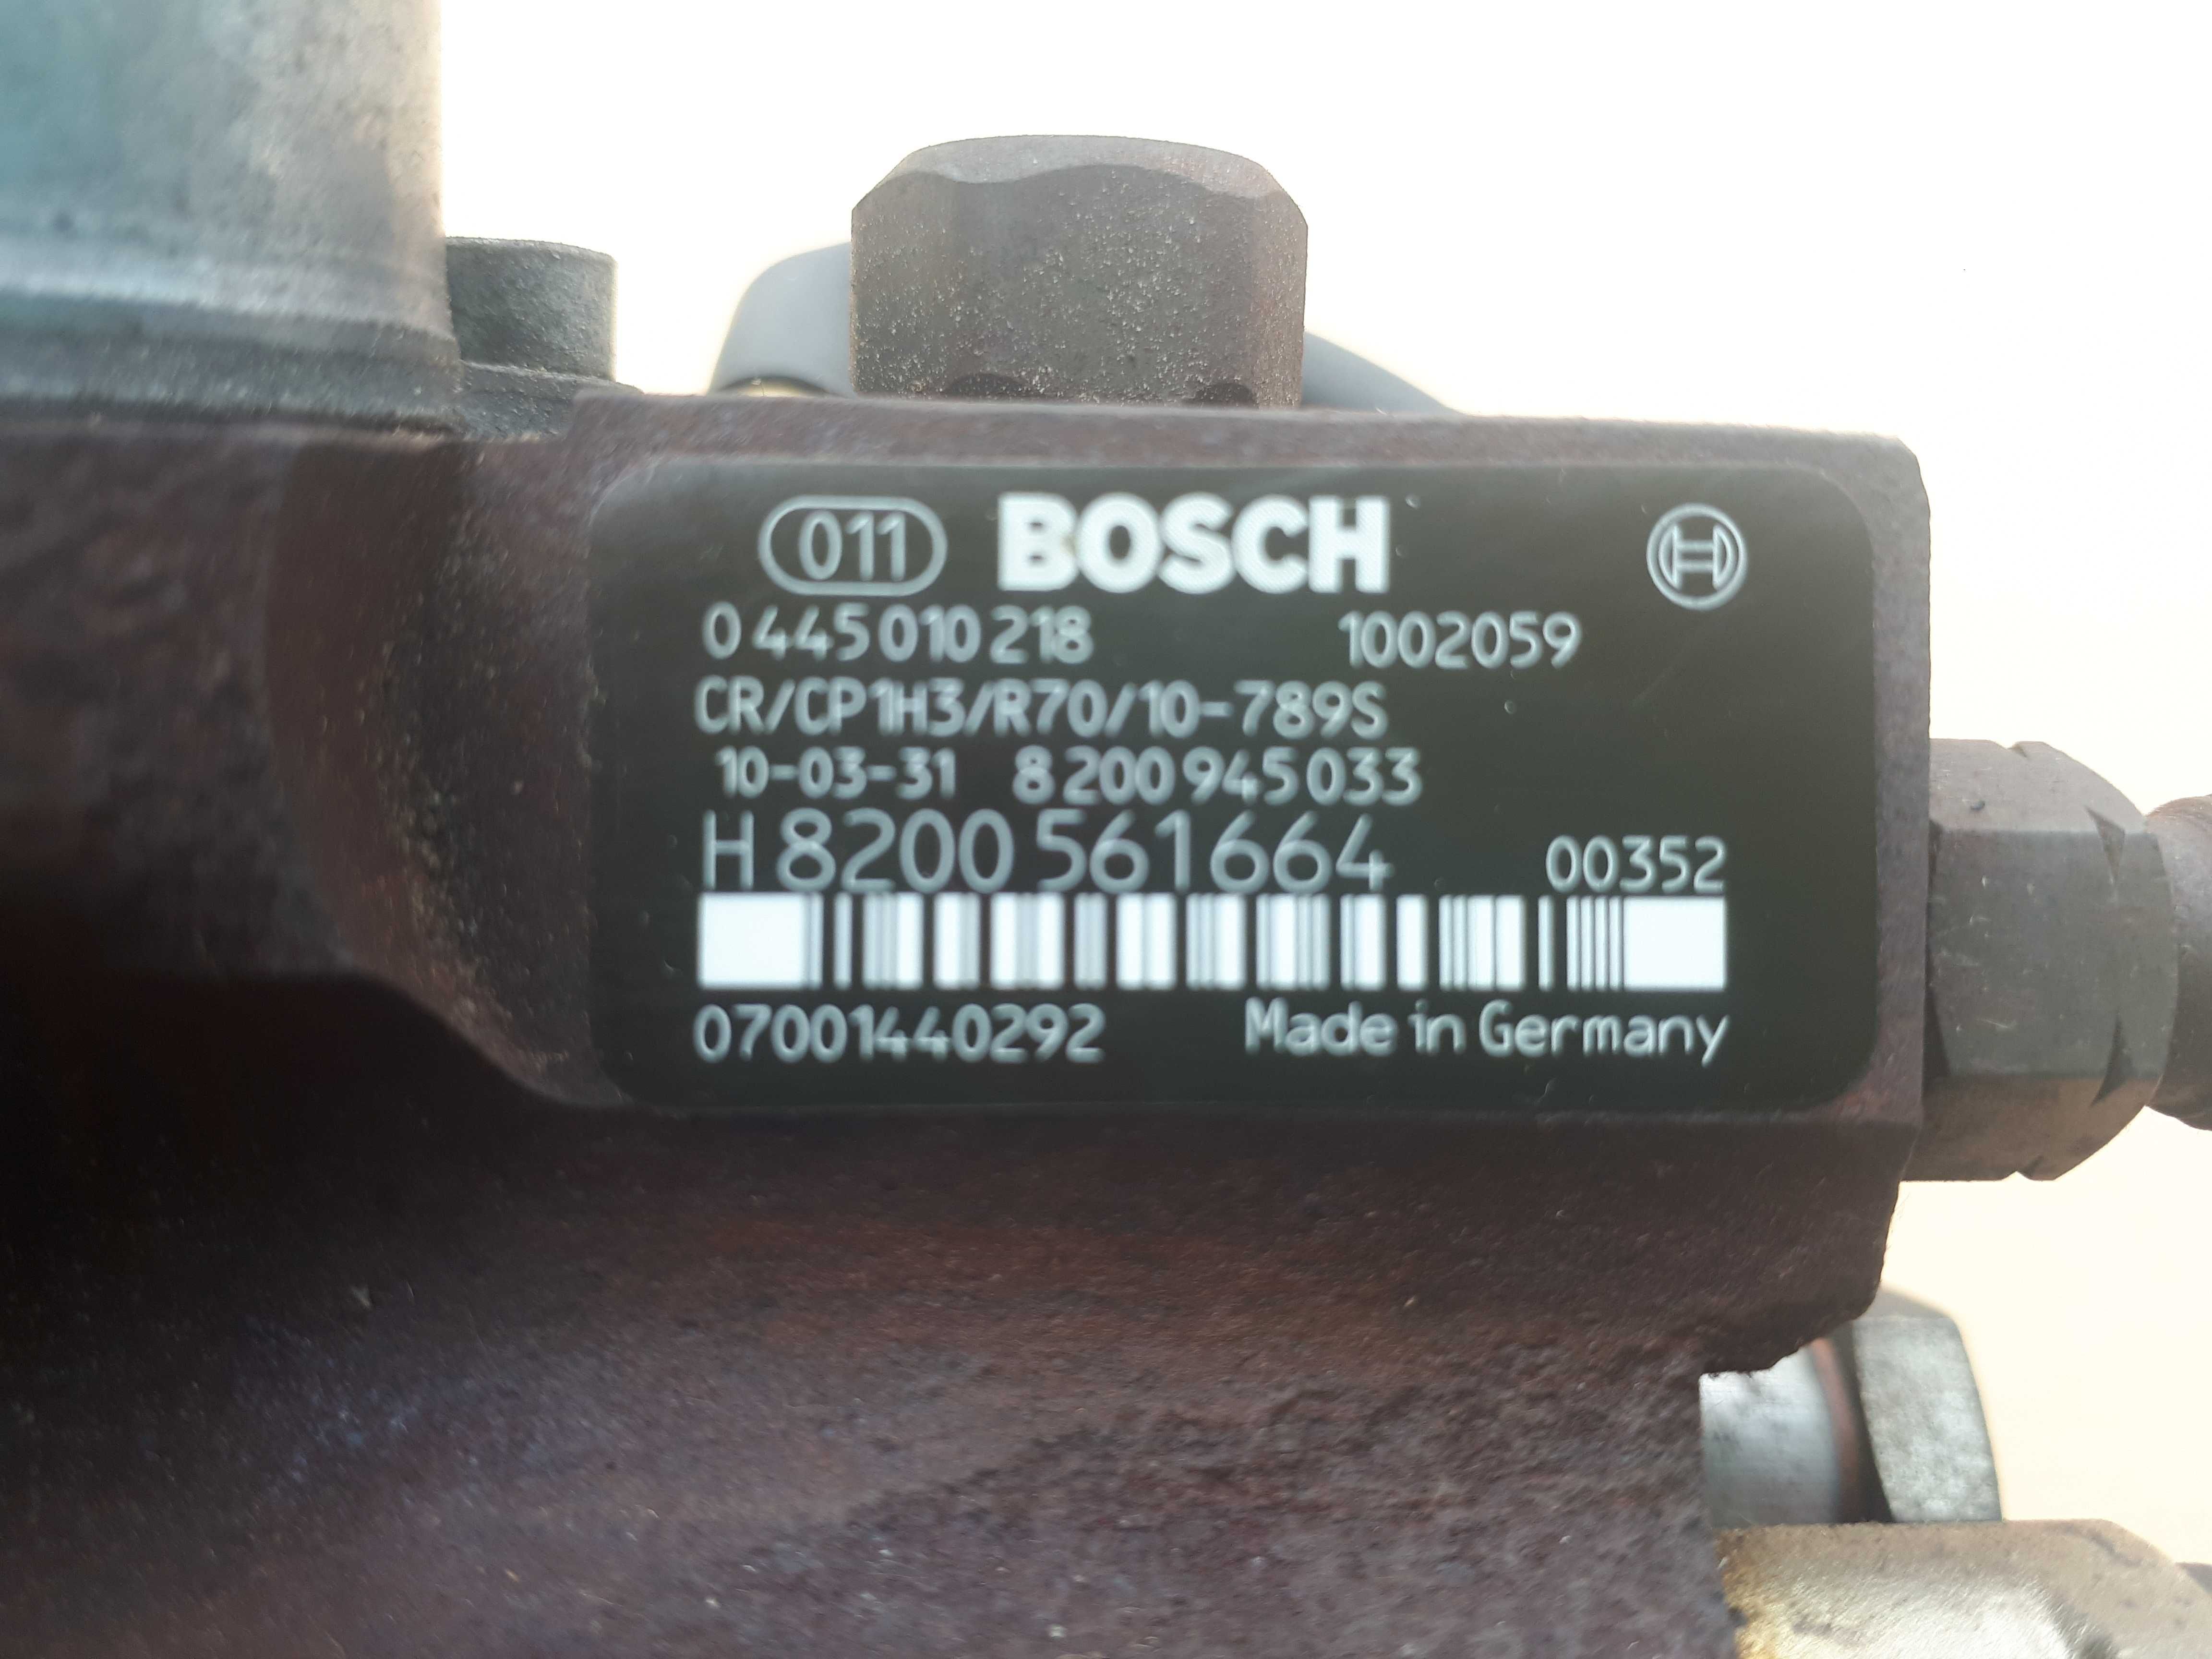 011 BOSCH
0 445 010 218 1002059
CR/CP1H3/R70/10-789S
10-03-31 8 200 945 033
H 8200 561664 00352
07001440292 Made in Germany